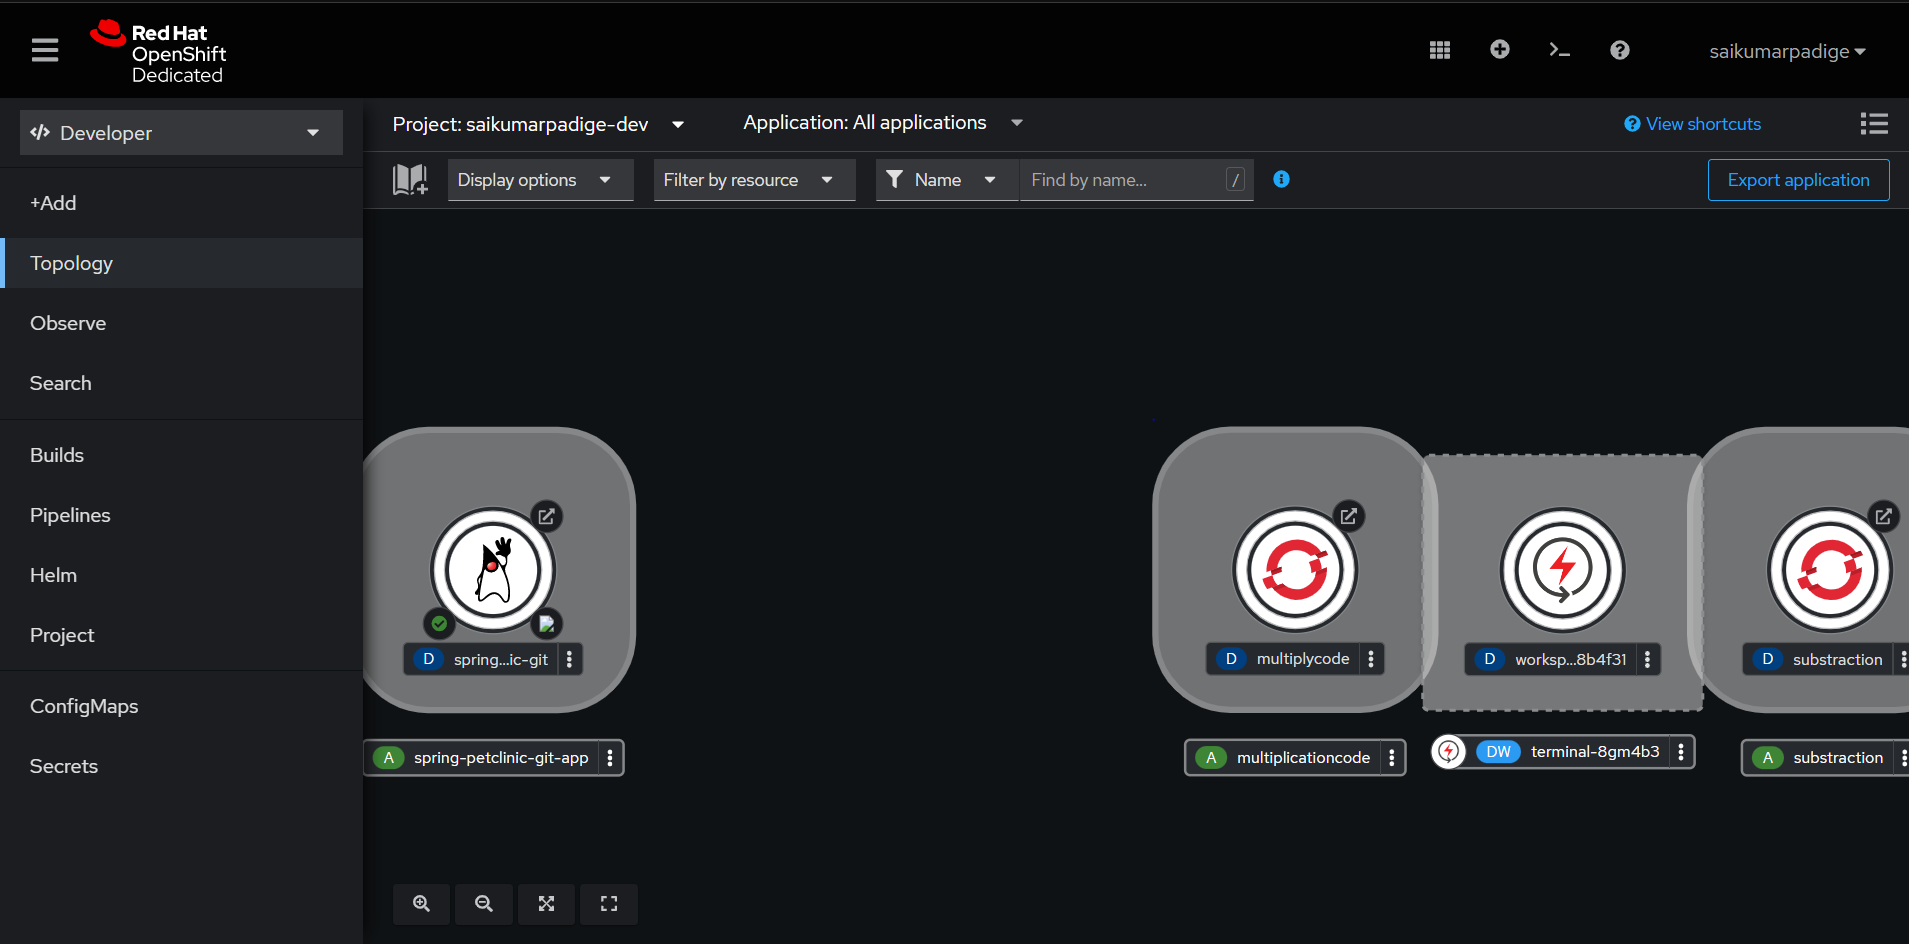 Red Hat
OpenShift
Dedicated
saikumarpadige
Developer
Project: saikumarpadige-dev
Application: All applications
View shortcuts
Display options
Filter by resource
Name
Find by name...
/
Export application
+Add
Topology
Observe
Search
Builds
Pipelines
Helm
Project
ConfigMaps
Secrets
D spring...ic-git
D multiplycode
D worksp...8b4f31
D substraction
A spring-petclinic-git-app
A multiplicationcode
DW terminal-8gm4b3
A substraction